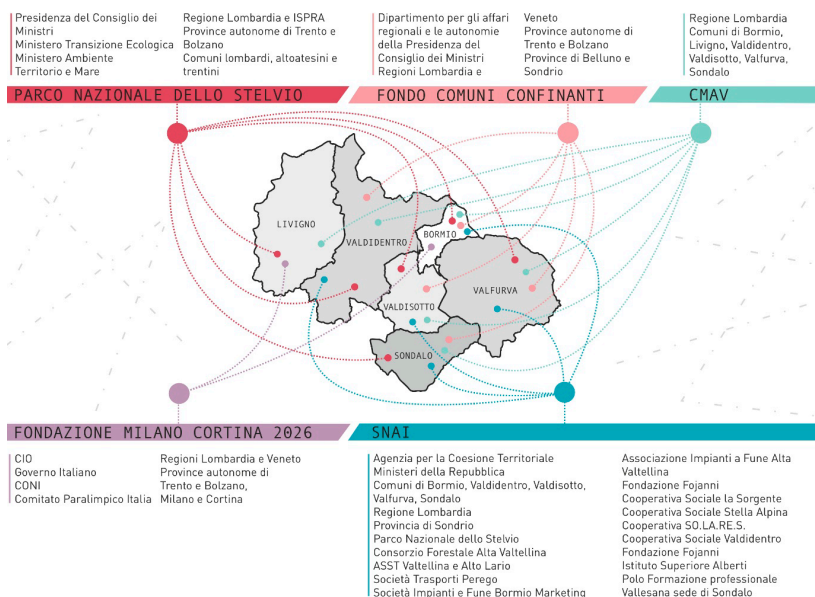 Presidenza del Consiglio dei
Ministri
Ministero Transizione Ecologica
Ministero Ambiente
Territorio e Mare
Regione Lombardia e ISPRA
Province autonome di Trento e
Bolzano
Comuni lombardi, altoatesini e
trentini
Dipartimento per gli affari
regionali e le autonomie
della Presidenza del
Consiglio dei Ministri
Regioni Lombardia e
Veneto
Province autonome di
Trento e Bolzano
Province di Belluno e
Sondrio
Regione Lombardia
Comuni di Bormio,
Livigno, Valdidentro,
Valdisotto, Valfurva,
Sondalo
PARCO NAZIONALE DELLO STELVIO
FONDO COMUNI CONFINANTI
CMAV
LIVIGNO
VALDIDENTRO
BORMIO
VALFURVA
VALDISOTTO
SONDALO
FONDAZIONE MILANO CORTINA 2026
SNAI
CIO
Governo Italiano
CONI
Comitato Paralimpico Italia
Regioni Lombardia e Veneto
Province autonome di
Trento e Bolzano,
Milano e Cortina
Agenzia per la Coesione Territoriale
Ministeri della Repubblica
Comuni di Bormio, Valdidentro, Valdisotto,
Valfurva, Sondalo
Regione Lombardia
Provincia di Sondrio
Parco Nazionale dello Stelvio
Consorzio Forestale Alta Valtellina
ASST Valtellina e Alto Lario
Società Trasporti Perego
Società Impianti e Fune Bormio Marketing
Associazione Impianti a Fune Alta
Valtellina
Fondazione Fojanni
Cooperativa Sociale la Sorgente
Cooperativa Sociale Stella Alpina
Cooperativa SO.LA.RE.S.
Cooperativa Sociale Valdidentro
Fondazione Fojanni
Istituto Superiore Alberti
Polo Formazione professionale
Vallesana sede di Sondalo